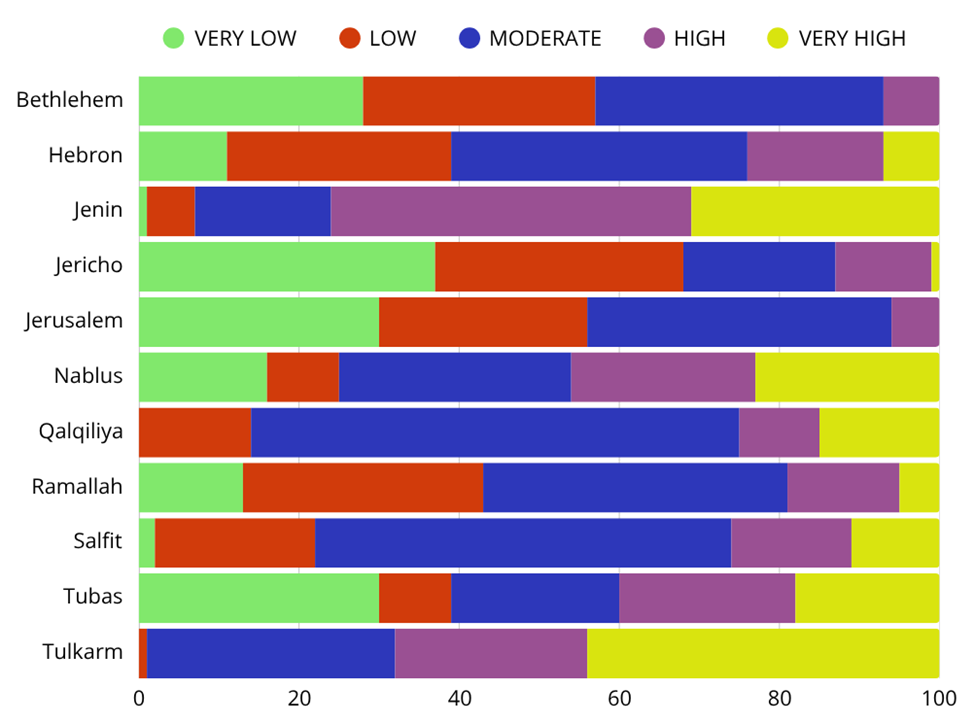 VERY LOW LOW MODERATE HIGH VERY HIGH
Bethlehem
Hebron
Jenin
Jericho
Jerusalem
Nablus
Qalqiliya
Ramallah
Salfit
Tubas
Tulkarm
0 20 40 60 80 100